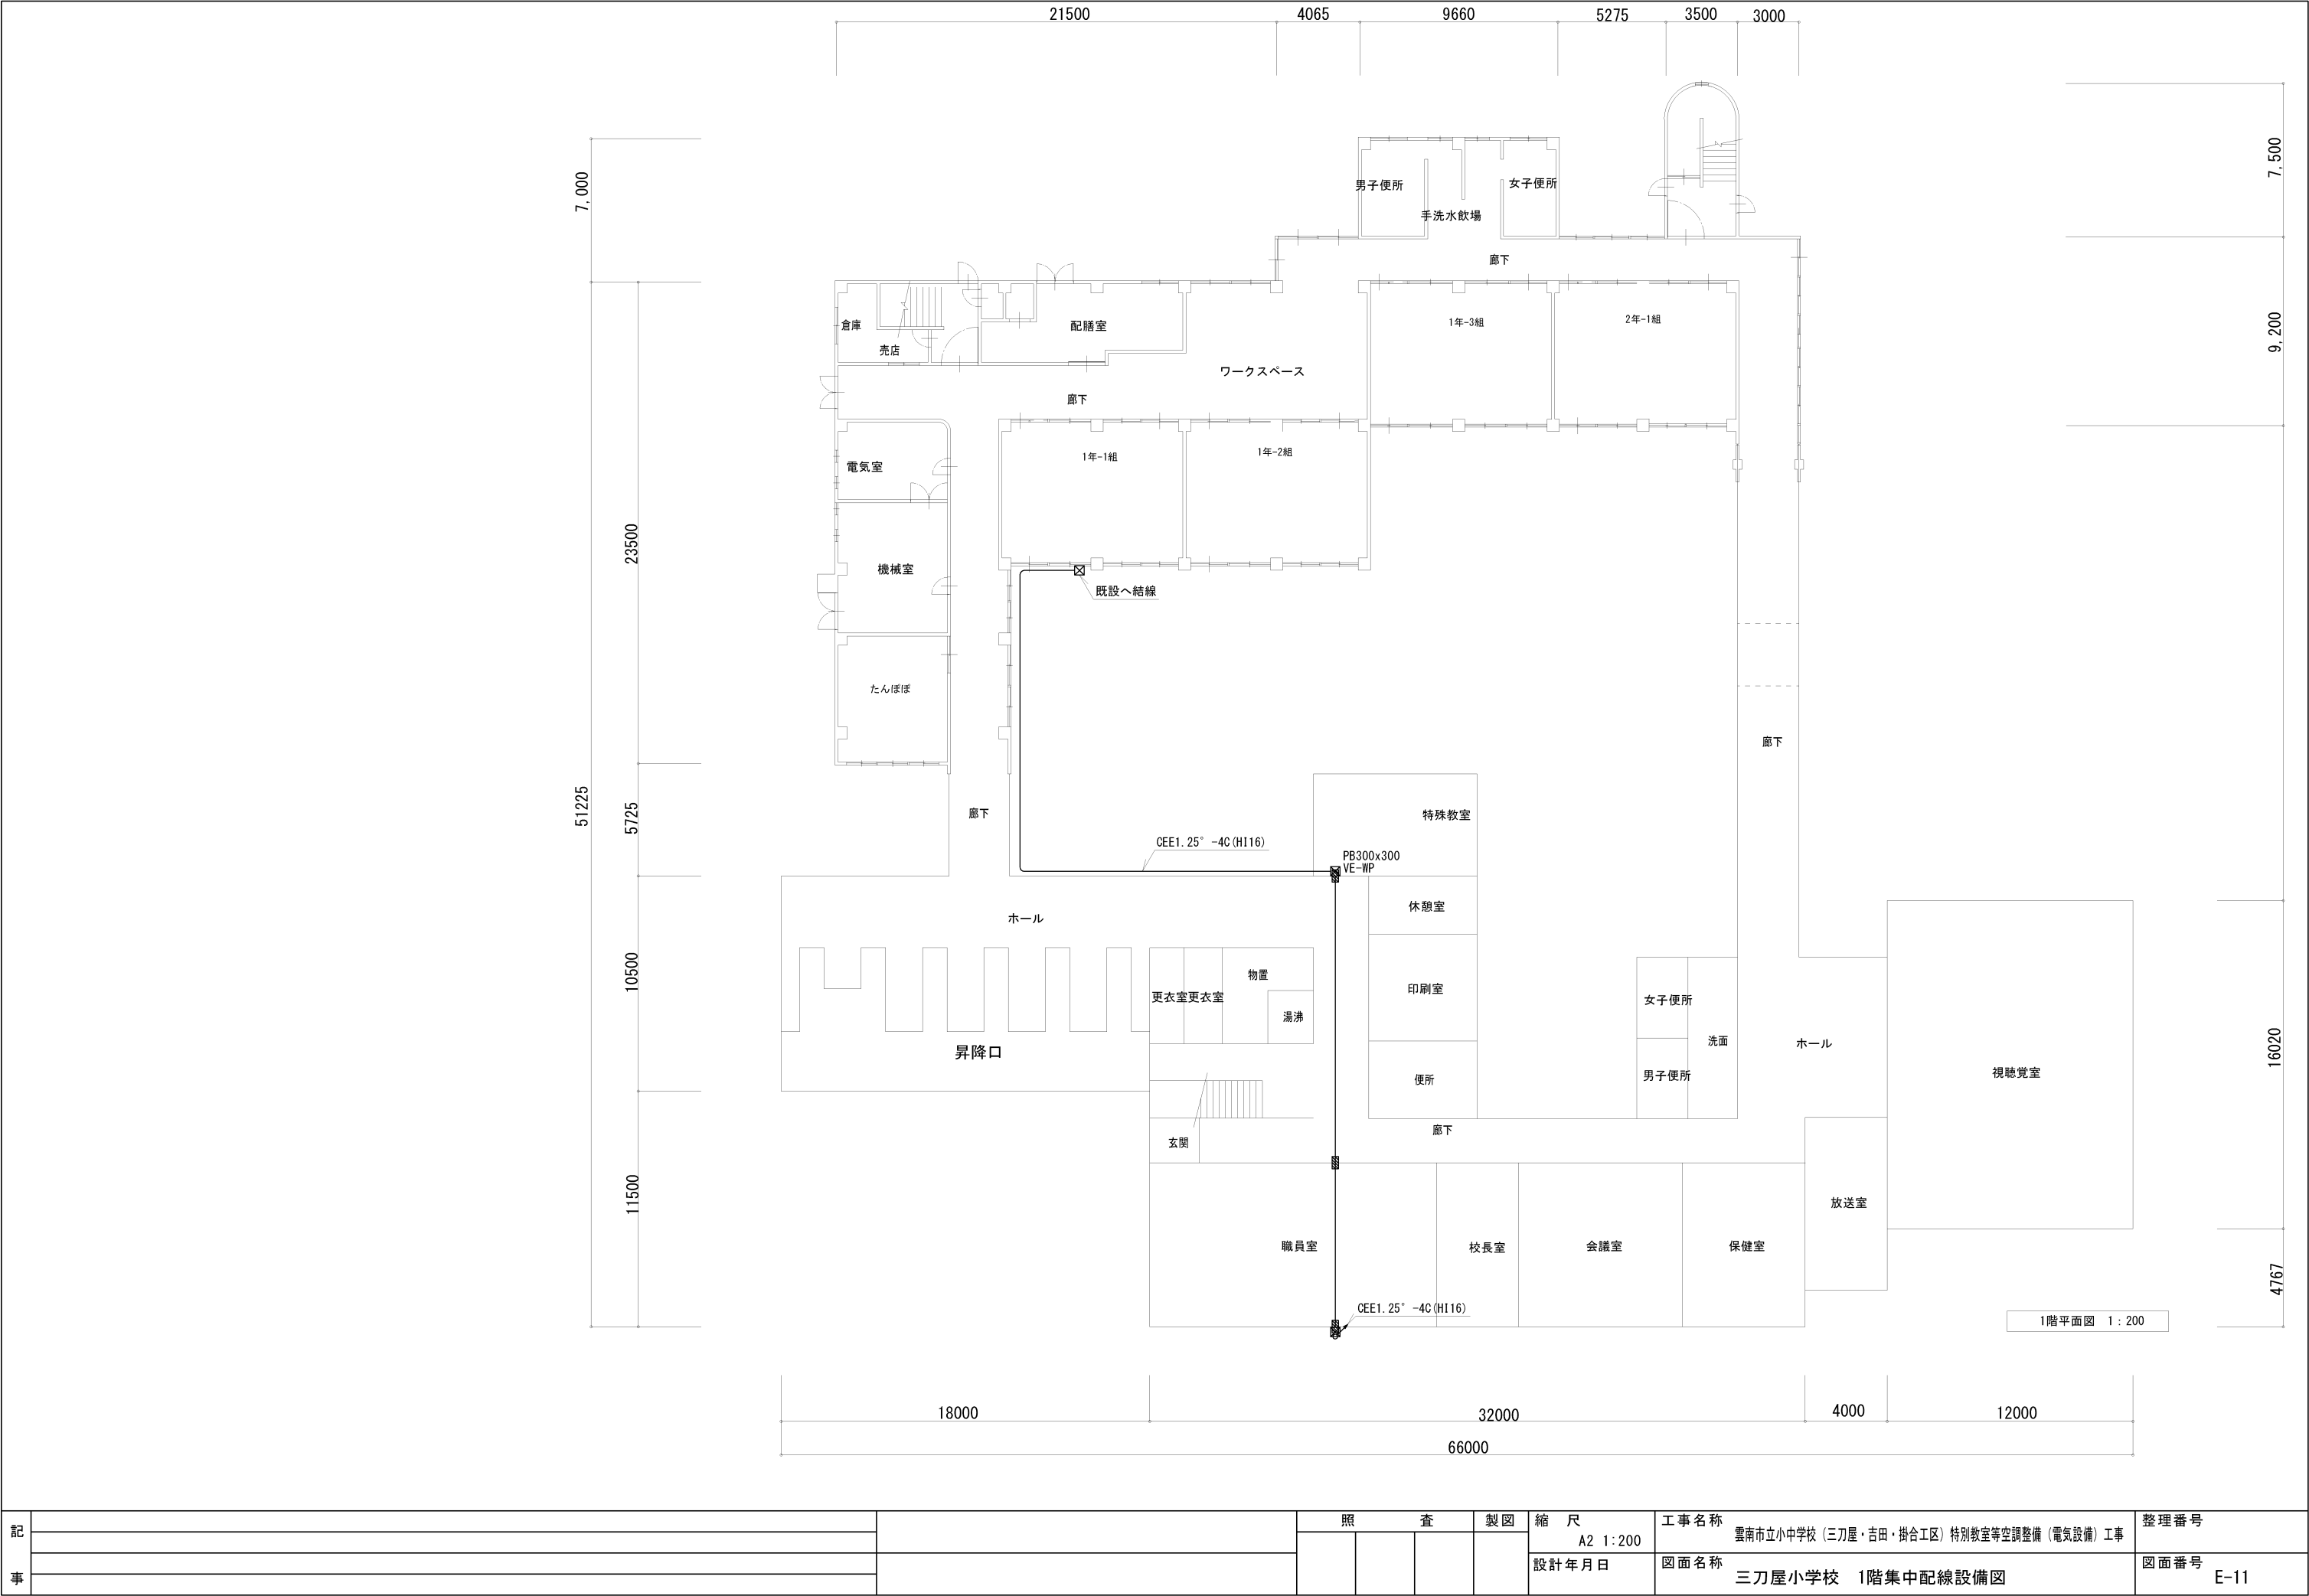 21500
4065
9660
5275
3500
3000
7,000
7,500
男子便所
女子便所
手洗水飲場
廊下
倉庫
売店
配膳室
1年-3組
2年-1組
9,200
ワークスペース
廊下
1年-1組
1年-2組
電気室
23500
機械室
既設へ結線
たんぽぽ
廊下
51225
5725
廊下
特殊教室
CEE1.25°-4C(HI16)
PB300x300
VE-WP
ホール
休憩室
10500
物置
更衣室
更衣室
印刷室
湯沸
女子便所
昇降口
洗面
ホール
16020
視聴覚室
便所
男子便所
廊下
玄関
11500
放送室
職員室
校長室
会議室
保健室
4767
CEE1.25°-4C(HI16)
1階平面図 1：200
18000
32000
4000
12000
66000
記事
照査
製図
縮尺
A2 1:200
設計年月日
工事名称
雲南市立小中学校（三刀屋・吉田・掛合工区）特別教室等空調整備（電気設備）工事
図面名称
三刀屋小学校 1階集中配線設備図
整理番号
図面番号
E-11